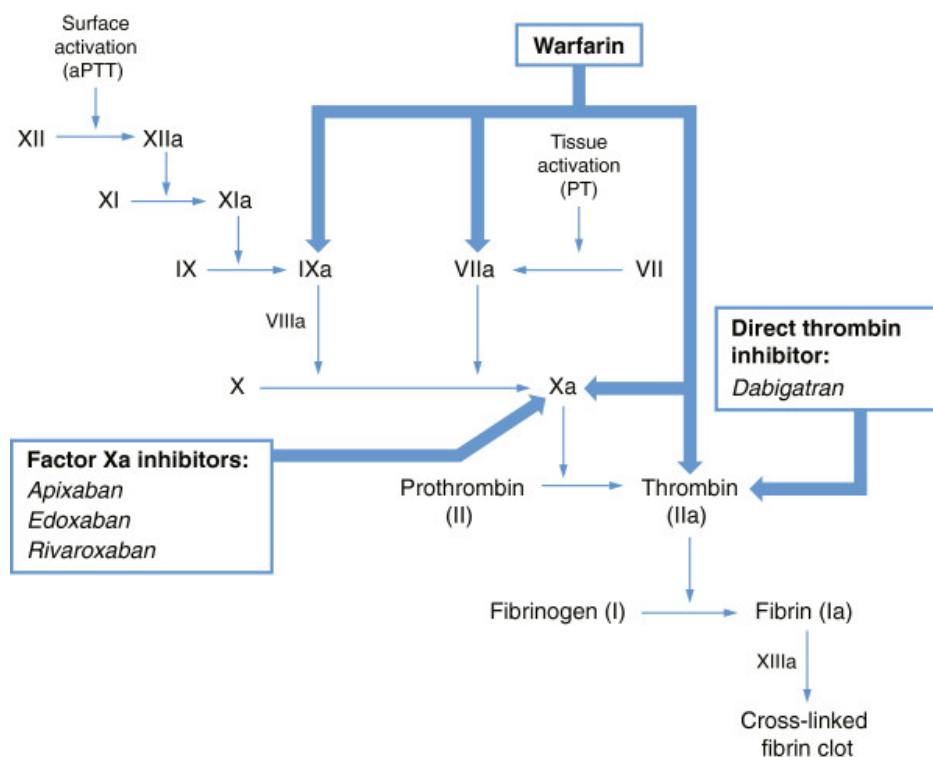 Surface
activation
(aPTT)
Warfarin
XII
XIIa
Tissue
activation
(PT)
XI
XIa
IX
IXa
VIIa
VII
VIIIa
Direct thrombin
inhibitor:
Dabigatran
X
Xa
Factor Xa inhibitors:
Apixaban
Edoxaban
Rivaroxaban
Prothrombin
(II)
Thrombin
(IIa)
Fibrinogen (I)
Fibrin (Ia)
XIIIa
Cross-linked
fibrin clot